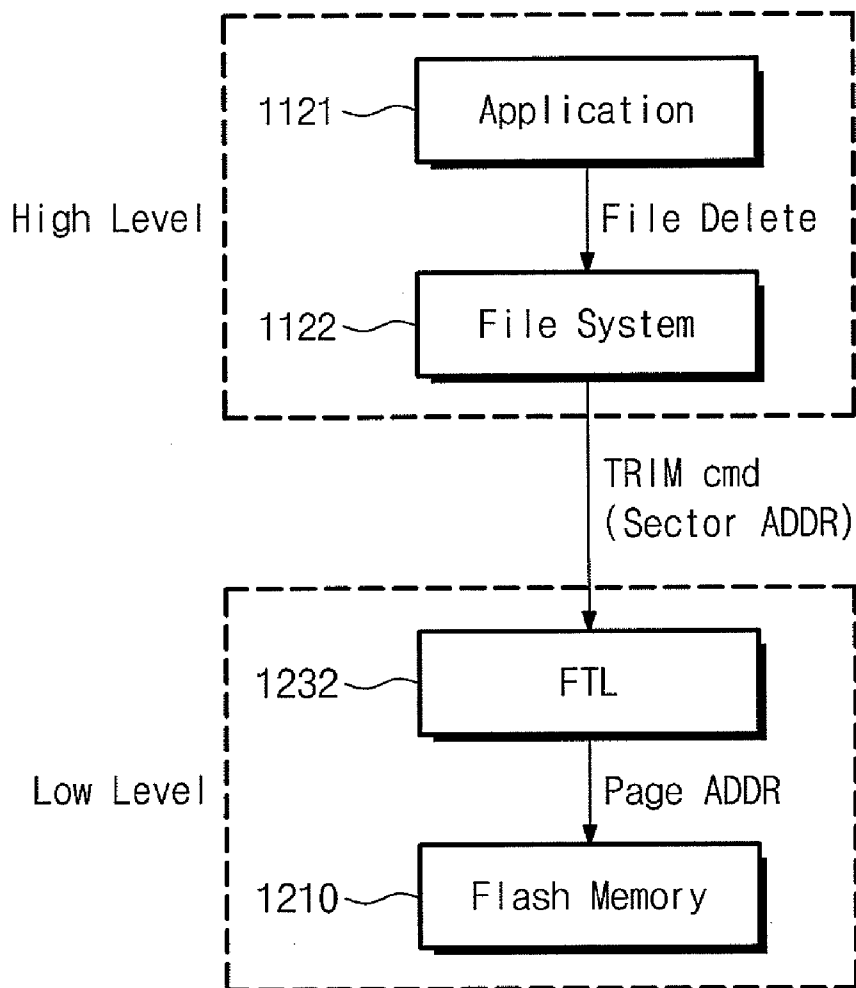 1121
Application
High Level
File Delete
1122
File System
TRIM cmd
(Sector ADDR)
1232
FTL
Low Level
Page ADDR
1210
Flash Memory